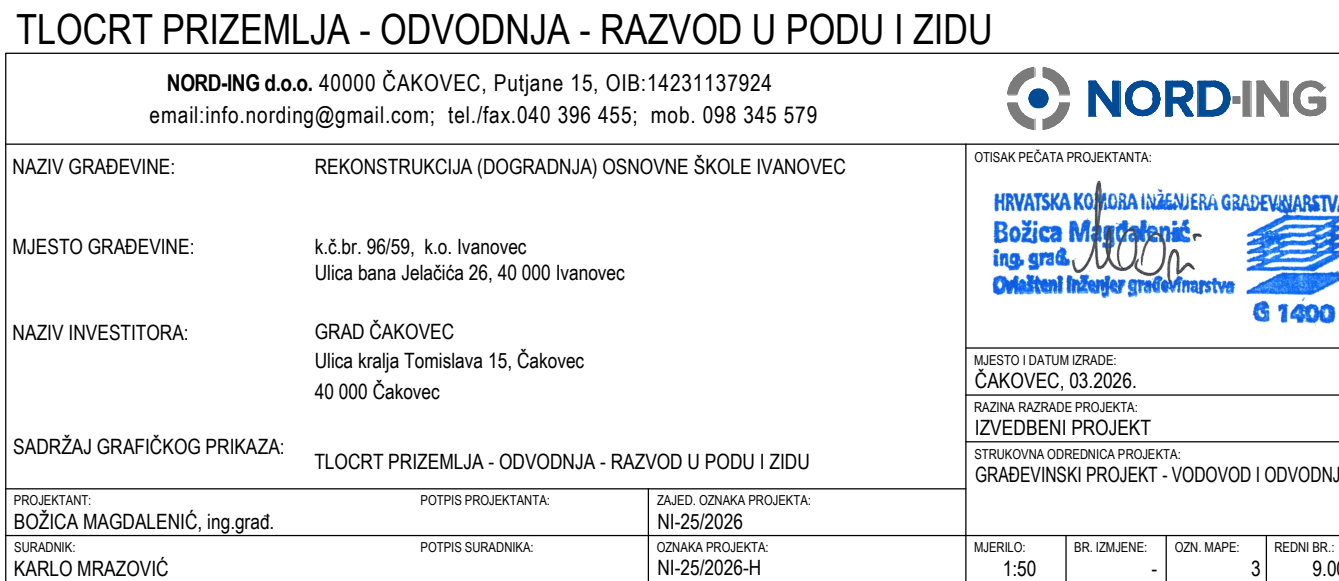 TLOCRT PRIZEMLJA - ODVODNJA - RAZVOD U PODU I ZIDU
NORD-ING d.o.o. 40000 ČAKOVEC, Putjane 15, OIB:14231137924
email:info.nording@gmail.com; tel./fax.040 396 455; mob. 098 345 579
NORD-ING
NAZIV GRAĐEVINE:
REKONSTRUKCIJA (DOGRADNJA) OSNOVNE ŠKOLE IVANOVEC
MJESTO GRAĐEVINE:
k.č.br. 96/59, k.o. Ivanovec
Ulica bana Jelačića 26, 40 000 Ivanovec
NAZIV INVESTITORA:
GRAD ČAKOVEC
Ulica kralja Tomislava 15, Čakovec
40 000 Čakovec
SADRŽAJ GRAFIČKOG PRIKAZA:
TLOCRT PRIZEMLJA - ODVODNJA - RAZVOD U PODU I ZIDU
OTISAK PEČATA PROJEKTANTA:
HRVATSKA KOMORA INŽENJERA GRAĐEVINARSTVA
Božica Magdalenić
ing. građ.
Ovlašteni inženjer građevinarstva
G 1400
MJESTO I DATUM IZRADE:
ČAKOVEC, 03.2026.
RAZINA RAZRADE PROJEKTA:
IZVEDBENI PROJEKT
STRUKOVNA ODREDNICA PROJEKTA:
GRAĐEVINSKI PROJEKT - VODOVOD I ODVODNJ
PROJEKTANT:
BOŽICA MAGDALENIĆ, ing.građ.
POTPIS PROJEKTANTA:
ZAJED. OZNAKA PROJEKTA:
NI-25/2026
SURADNIK:
KARLO MRAZOVIĆ
POTPIS SURADNIKA:
OZNAKA PROJEKTA:
NI-25/2026-H
MJERILO:
1:50
BR. IZMJENE:
-
OZN. MAPE:
3
REDNI BR.:
9.00